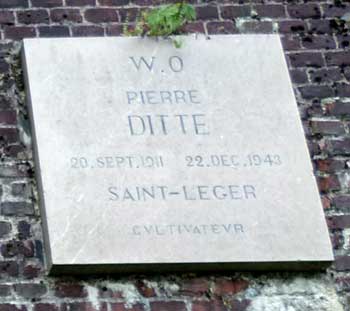 W.O
PIERRE
DITTE
20.SEPT.1911 22.DEC.1943
SAINT-LEGER
CVLTIVATEVR